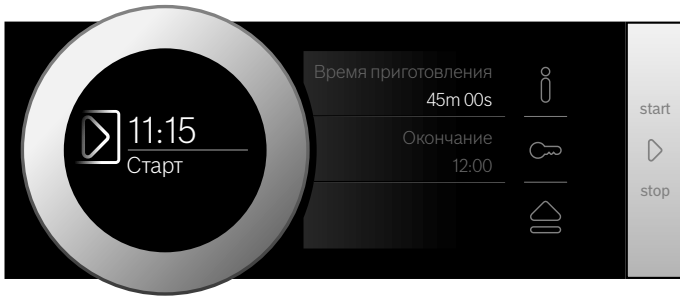 11:15
Старт
Время приготовления
45m 00s
Окончание
12:00
start
stop